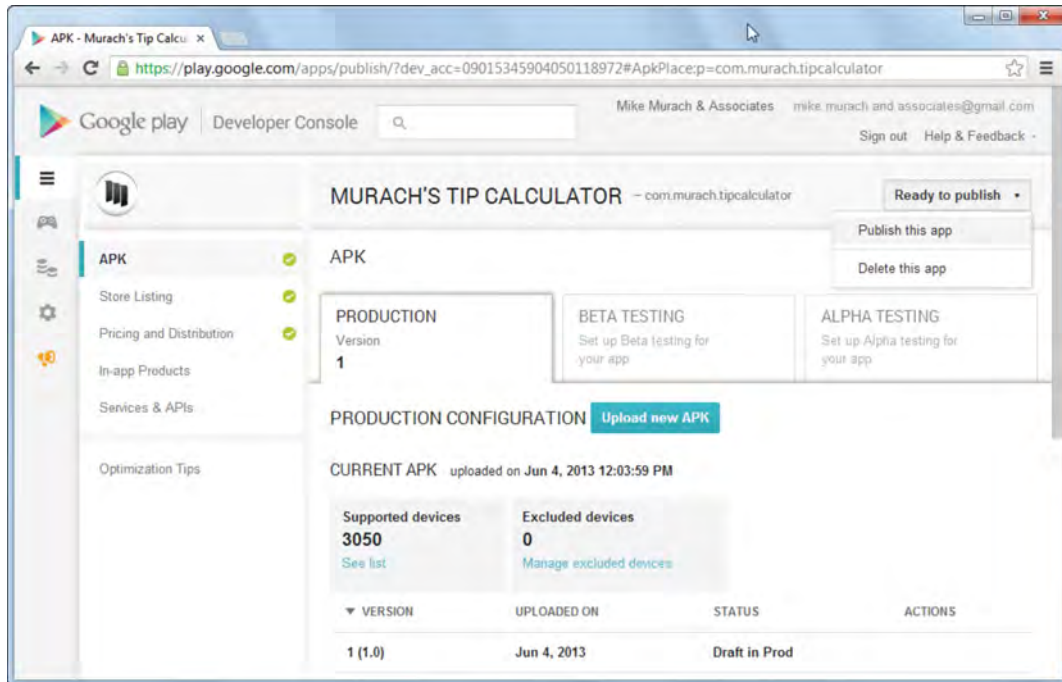 APK - Murach's Tip Calcu
https://play.google.com/apps/publish/?dev_acc=09015345904050118972#ApkPlace:p=com.murach.tipcalculator
Mike Murach & Associates mike.murach.and.associates@gmail.com
Google play Developer Console
Sign out Help & Feedback
MURACH'S TIP CALCULATOR – com.murach.tipcalculator
Ready to publish
Publish this app
Delete this app
APK
Store Listing
Pricing and Distribution
In-app Products
Services & APIs
Optimization Tips
APK
PRODUCTION
Version
1
BETA TESTING
Set up Beta testing for
your app
ALPHA TESTING
Set up Alpha testing for
your app
PRODUCTION CONFIGURATION Upload new APK
CURRENT APK uploaded on Jun 4, 2013 12:03:59 PM
Supported devices
3050
See list
Excluded devices
0
Manage excluded devices
VERSION UPLOADED ON STATUS ACTIONS
1 (1.0) Jun 4, 2013 Draft in Prod